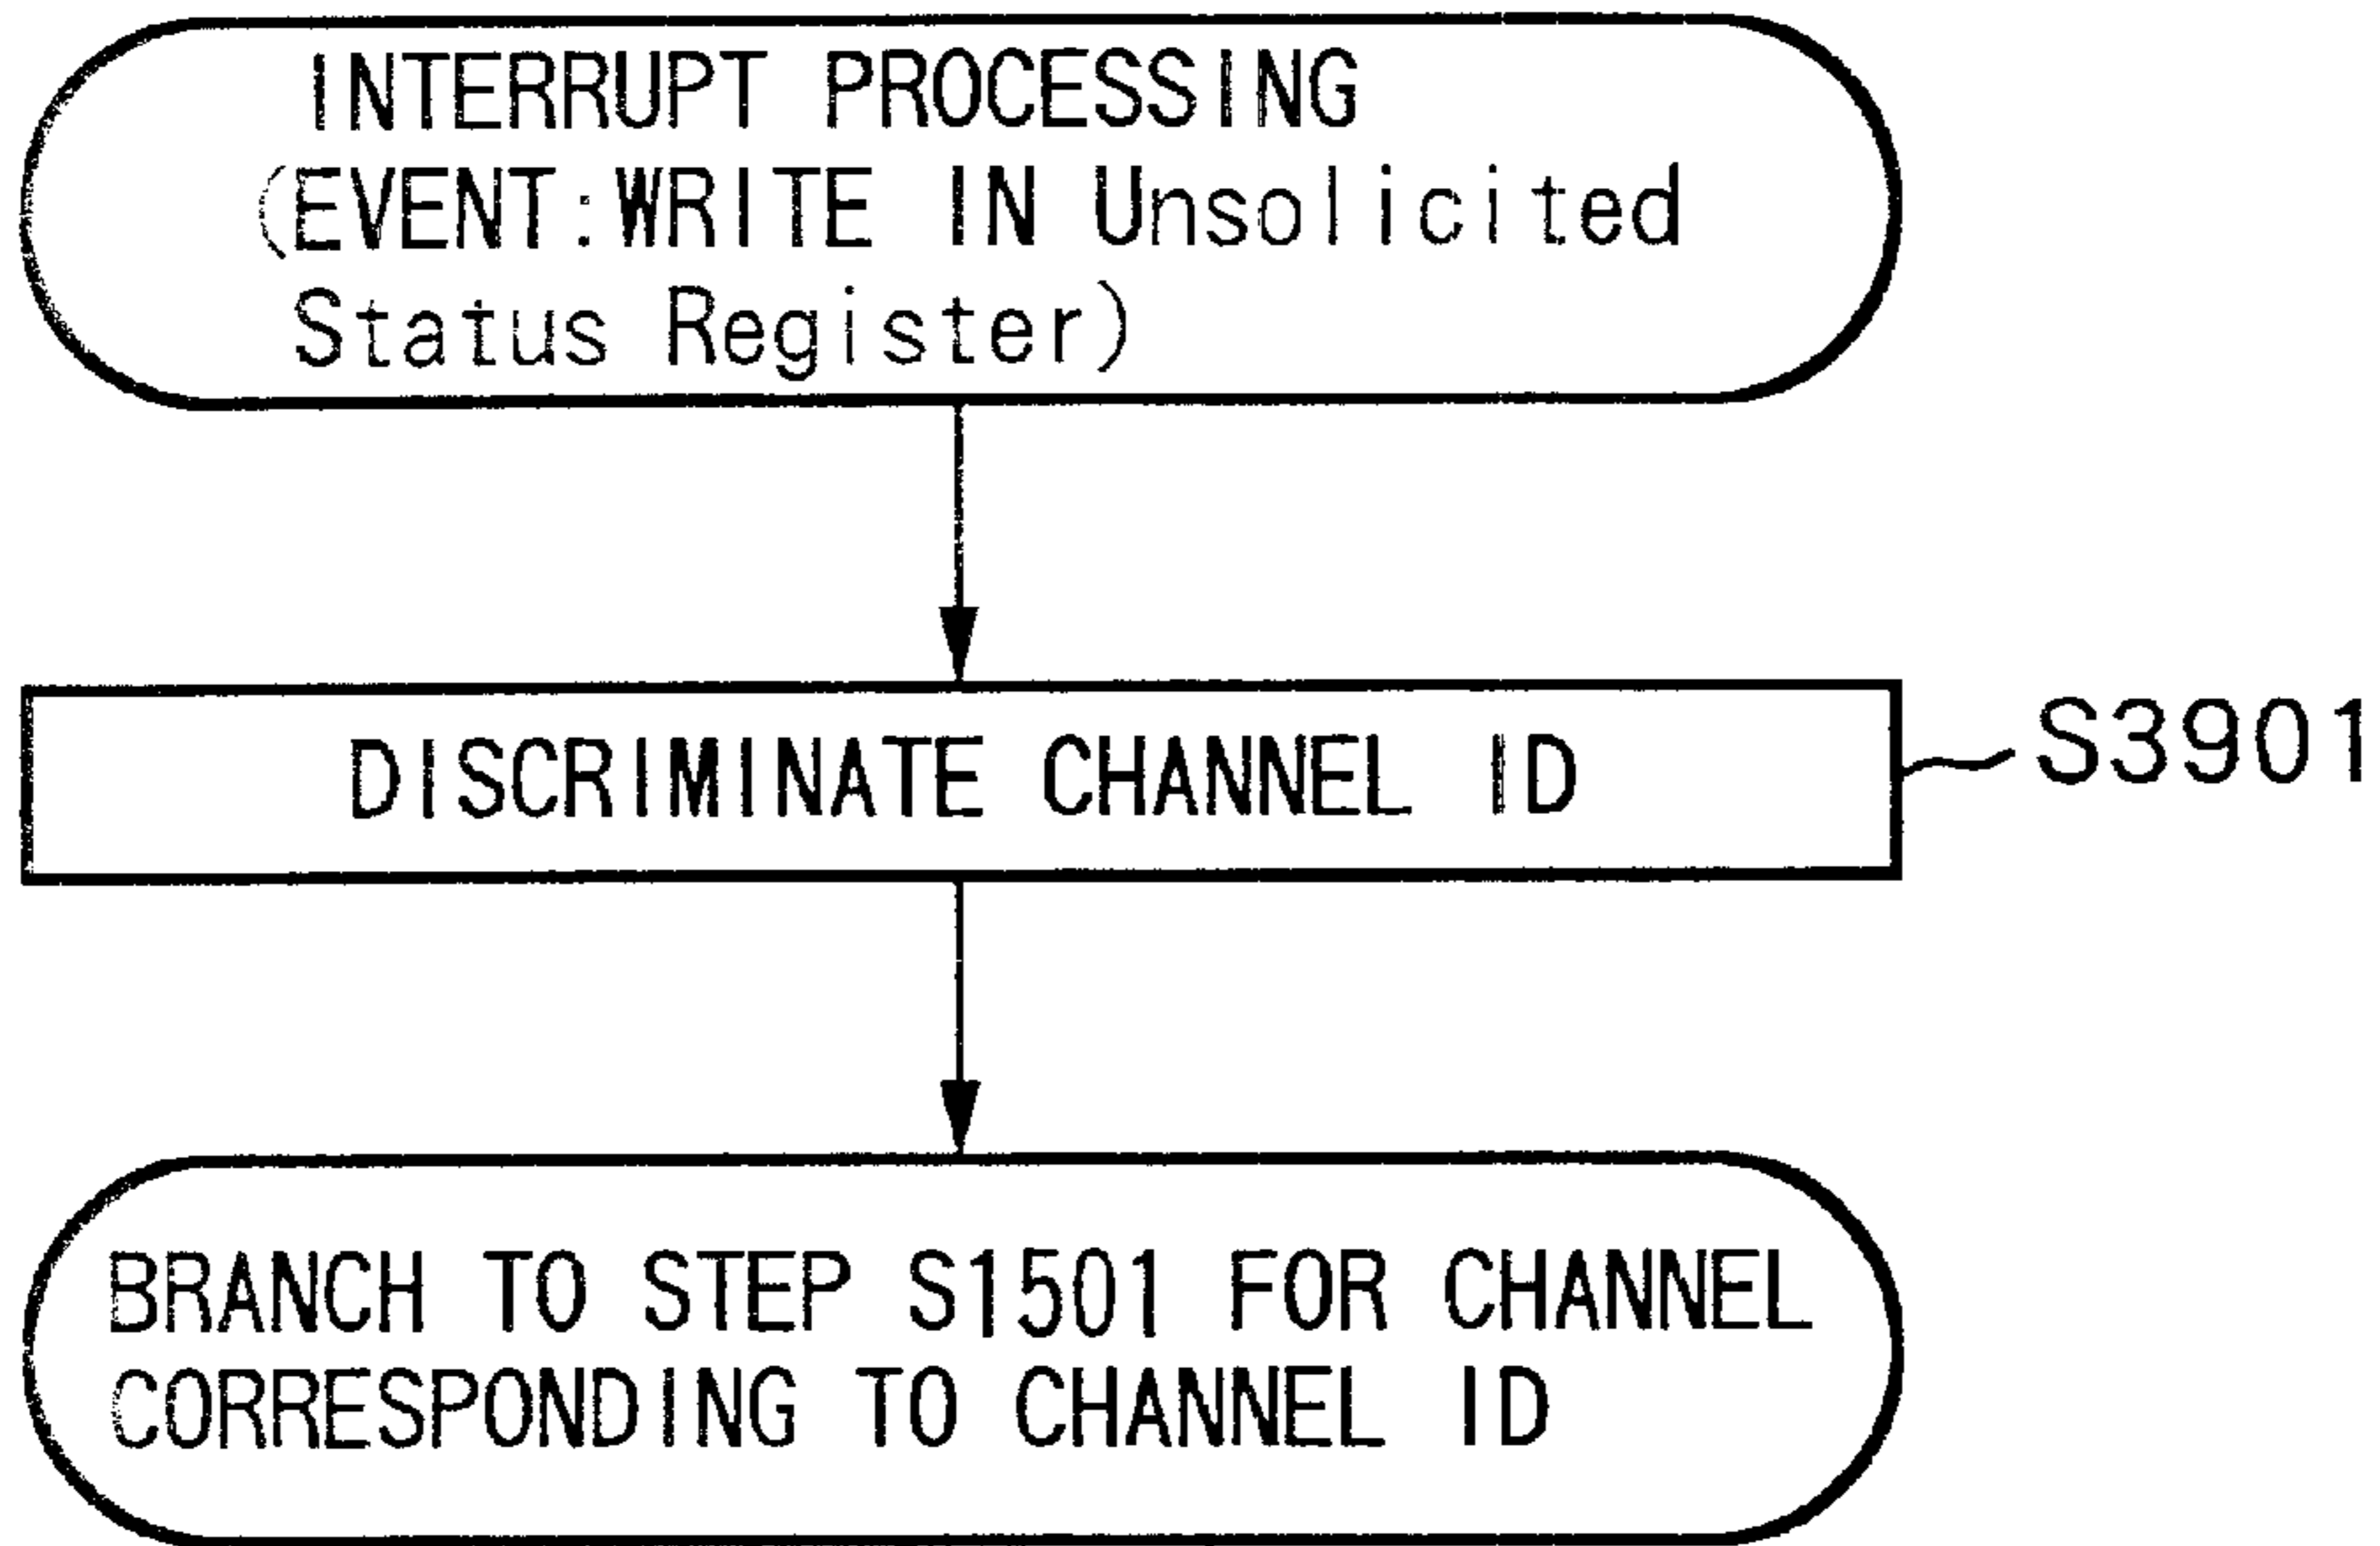 INTERRUPT PROCESSING
(EVENT:WRITE IN Unsolicited
Status Register)
DISCRIMINATE CHANNEL ID
S3901
BRANCH TO STEP S1501 FOR CHANNEL
CORRESPONDING TO CHANNEL ID